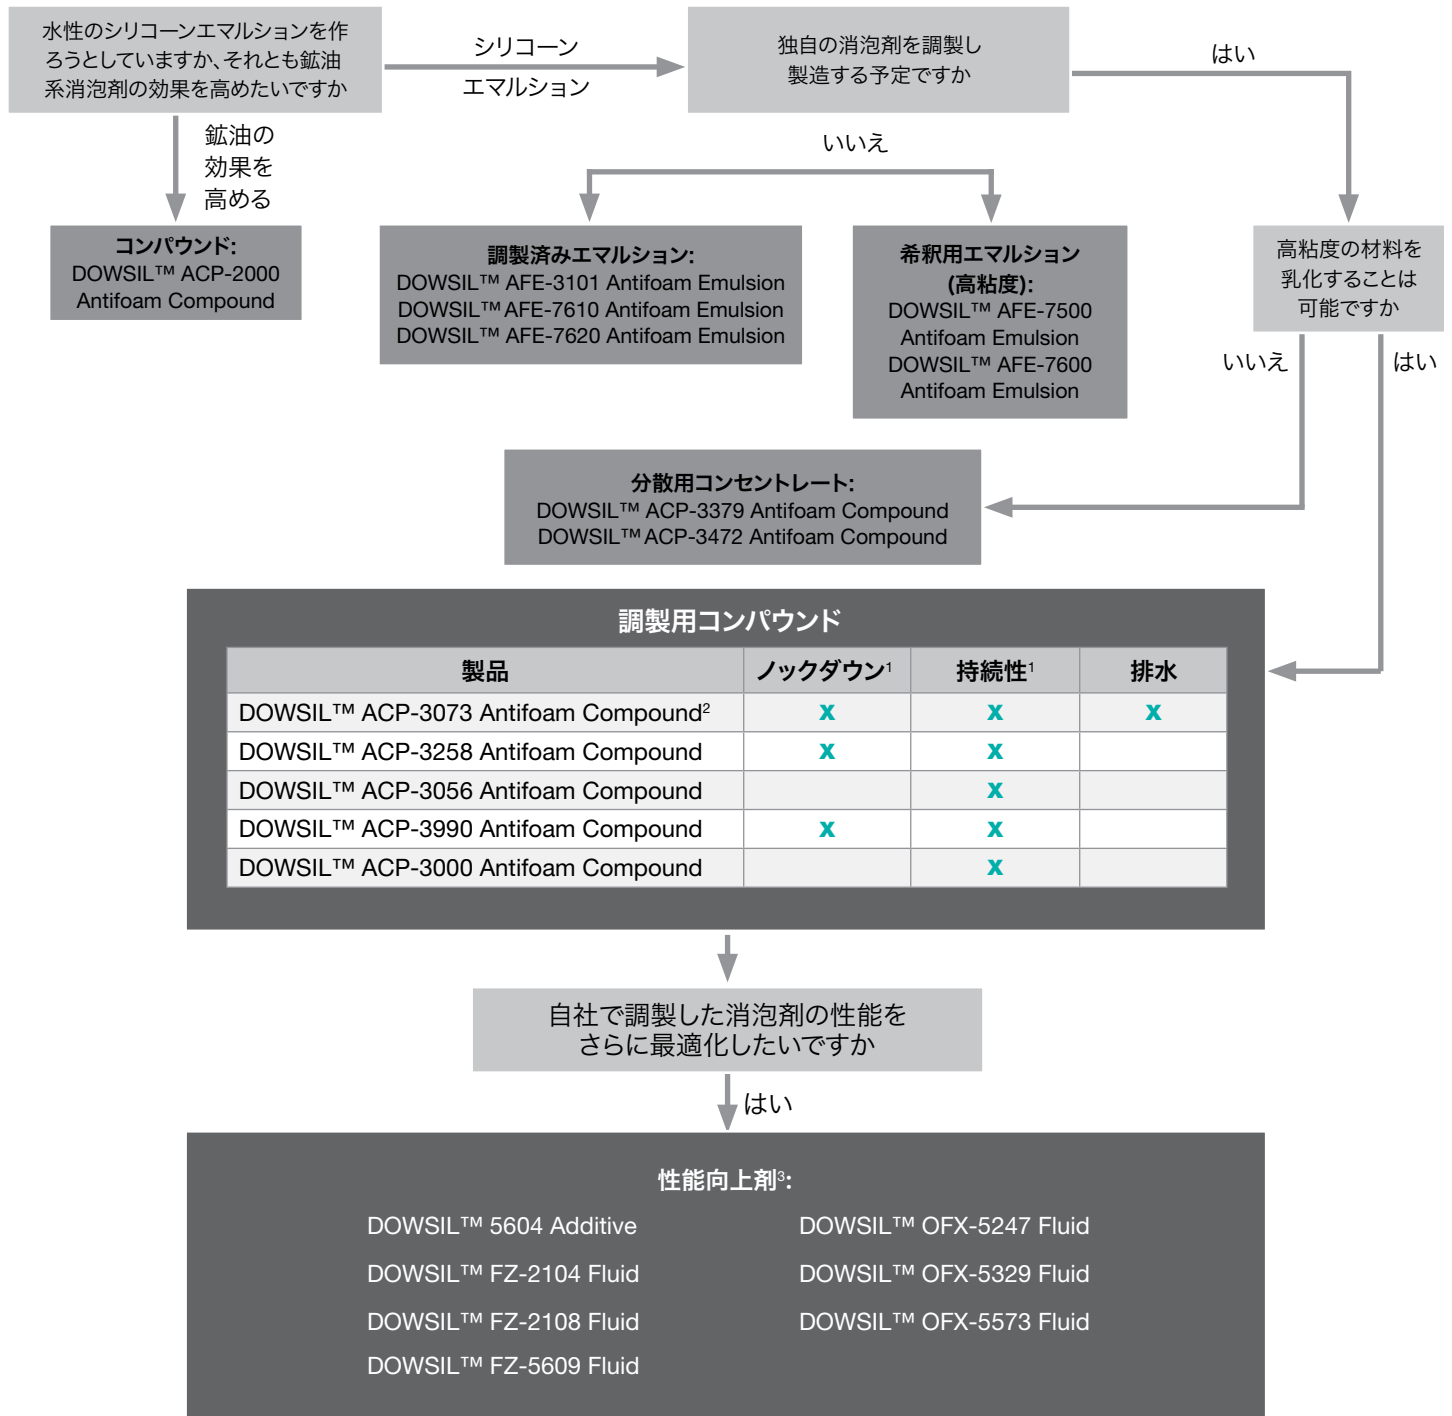 水性のシリコーンエマルションを作
ろうとしていますか、それとも鉱油
系消泡剤の効果を高めたいですか
シリコーン
エマルション
独自の消泡剤を調製し
製造する予定ですか
はい
鉱油の
効果を
高める
いいえ
コンパウンド:
DOWSIL™ ACP-2000
Antifoam Compound
調製済みエマルション:
DOWSIL™ AFE-3101 Antifoam Emulsion
DOWSIL™ AFE-7610 Antifoam Emulsion
DOWSIL™ AFE-7620 Antifoam Emulsion
希釈用エマルション
(高粘度):
DOWSIL™ AFE-7500
Antifoam Emulsion
DOWSIL™ AFE-7600
Antifoam Emulsion
高粘度の材料を
乳化することは
可能ですか
いいえ
はい
分散用コンセントレート:
DOWSIL™ ACP-3379 Antifoam Compound
DOWSIL™ ACP-3472 Antifoam Compound
調製用コンパウンド
製品 ノックダウン¹ 持続性¹ 排水
DOWSIL™ ACP-3073 Antifoam Compound² X X X
DOWSIL™ ACP-3258 Antifoam Compound X X
DOWSIL™ ACP-3056 Antifoam Compound X
DOWSIL™ ACP-3990 Antifoam Compound X X
DOWSIL™ ACP-3000 Antifoam Compound X
自社で調製した消泡剤の性能を
さらに最適化したいですか
はい
性能向上剤³:
DOWSIL™ 5604 Additive
DOWSIL™ FZ-2104 Fluid
DOWSIL™ FZ-2108 Fluid
DOWSIL™ FZ-5609 Fluid
DOWSIL™ OFX-5247 Fluid
DOWSIL™ OFX-5329 Fluid
DOWSIL™ OFX-5573 Fluid